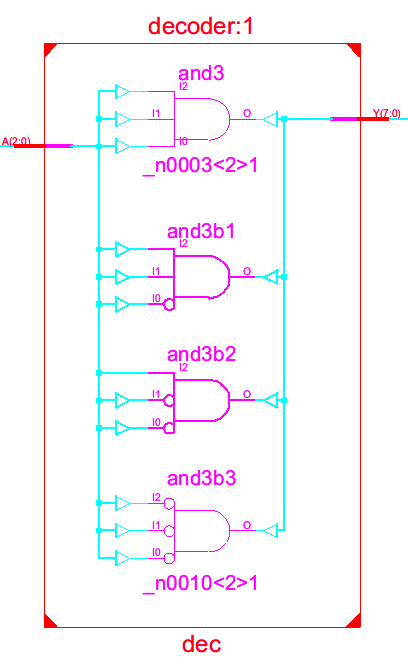 decoder:1
and3
I2
I1
O
I0
_n0003<2>1
A(2:0)
Y(7:0)
and3b1
I2
I1
O
I0
and3b2
I2
I1
O
I0
and3b3
I2
I1
O
I0
_n0010<2>1
dec